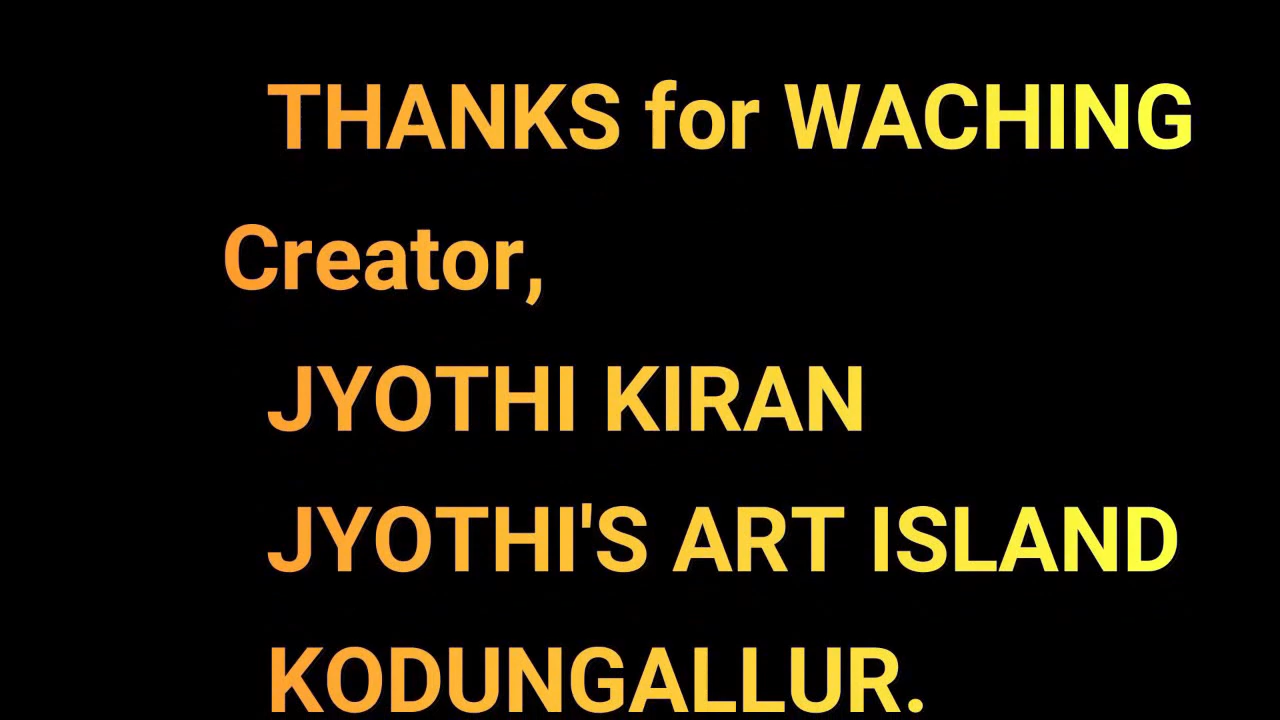 THANKS for WACHING
Creator,
JYOTHI KIRAN
JYOTHI'S ART ISLAND
KODUNGALLUR.